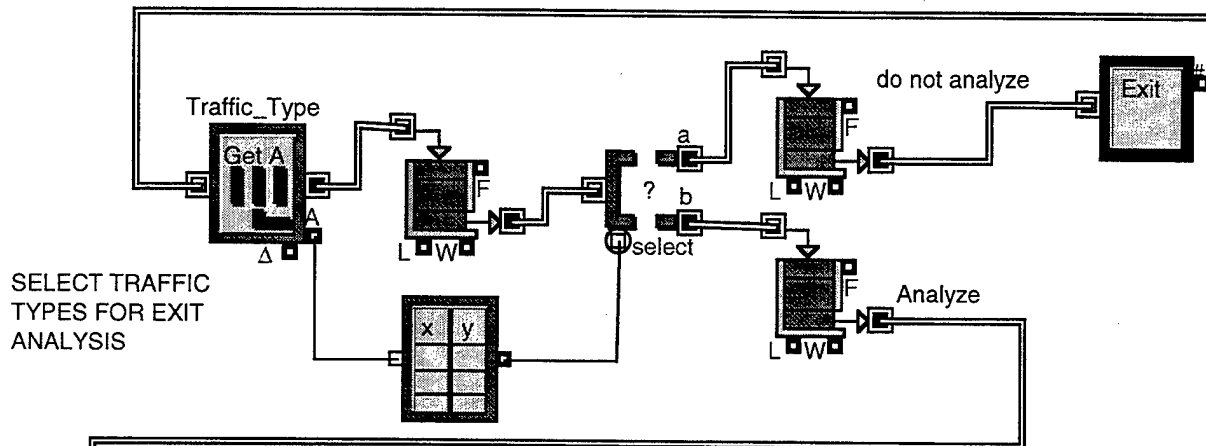 Traffic_Type
Get A
A
Δ
F
L W
?
a
b
select
x y
F
L W
do not analyze
Exit
#
F
L W
Analyze
SELECT TRAFFIC
TYPES FOR EXIT
ANALYSIS